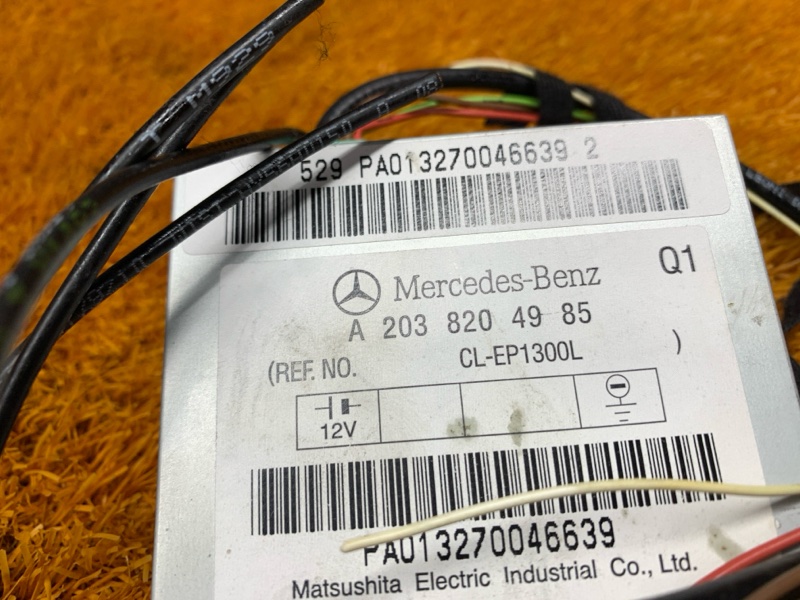 529 PA013270046639 2
Mercedes-Benz
Q1
A 203 820 49 85
(REF. NO. CL-EP1300L )
12V
PA013270046639
Matsushita Electric Industrial Co., Ltd.